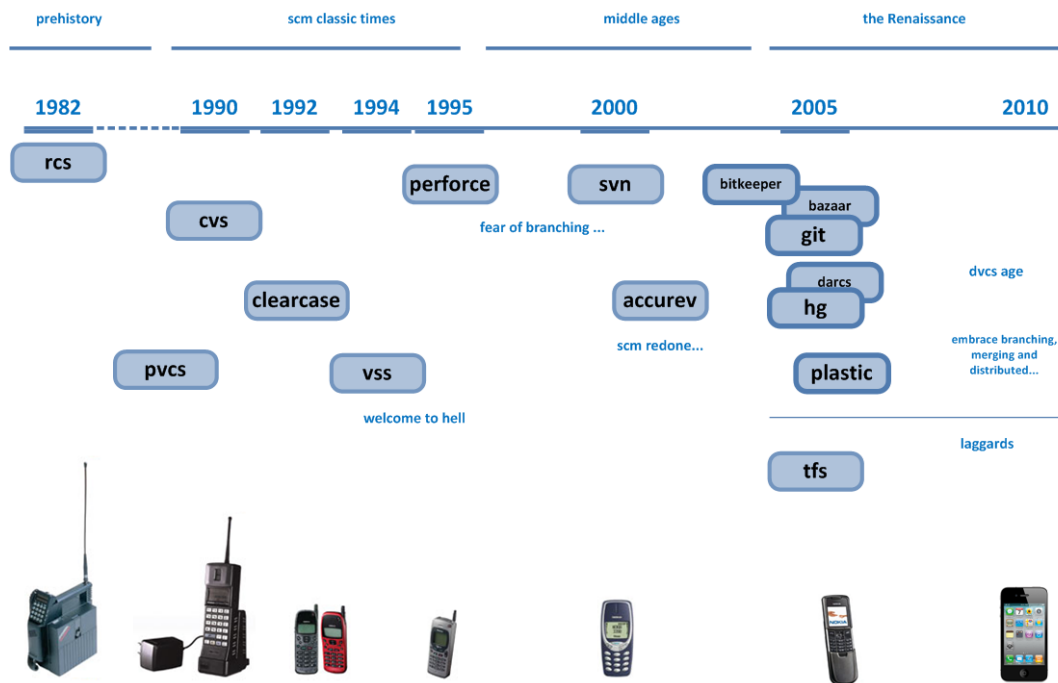 prehistory
scm classic times
middle ages
the Renaissance
1982
1990
1992
1994
1995
2000
2005
2010
rcs
perforce
svn
bitkeeper
bazaar
cvs
fear of branching ...
git
dvcs age
darcs
clearcase
accurev
hg
scm redone...
embrace branching,
merging and
distributed...
pvcs
vss
plastic
welcome to hell
laggards
tfs
NOKIA